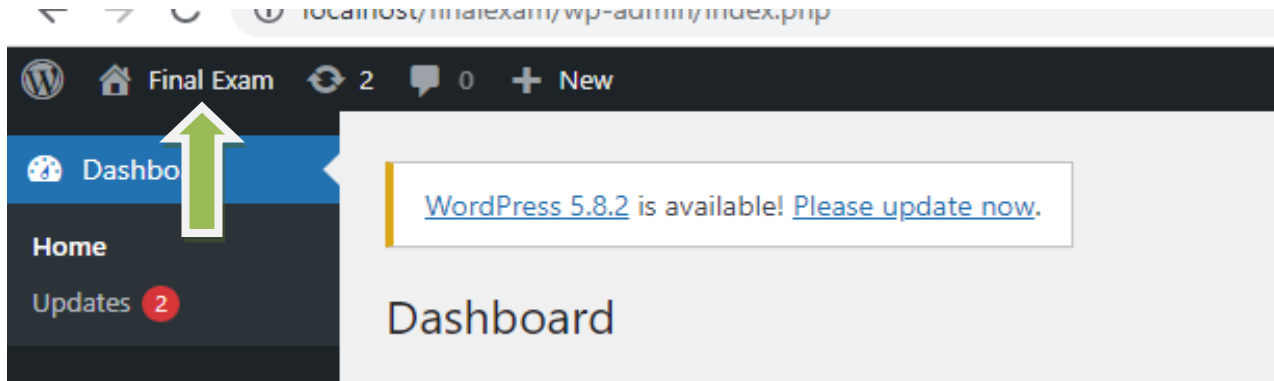 localhost/finalexam/wp-admin/index.php
Final Exam 2 0 + New
Dashbo
WordPress 5.8.2 is available! Please update now.
Home
Updates 2
Dashboard